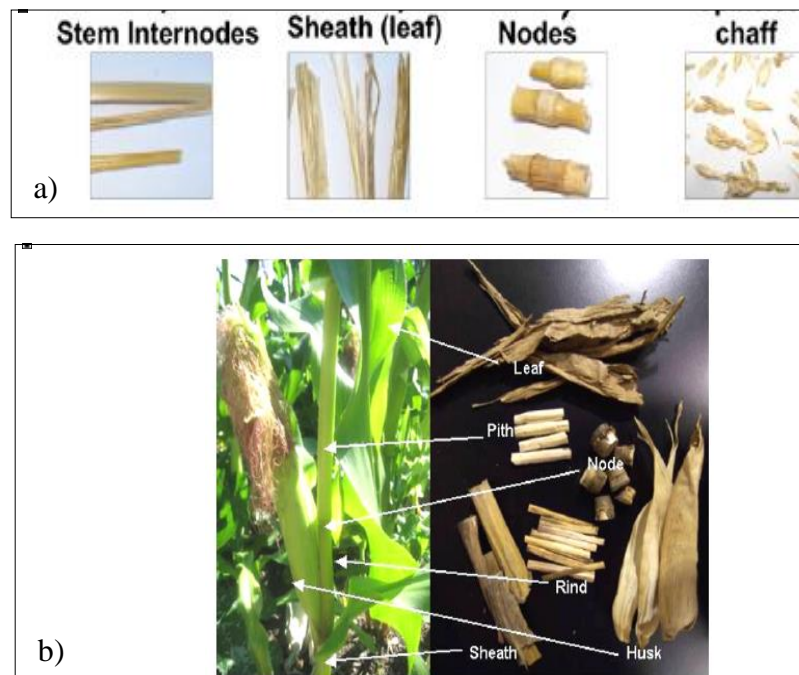 Stem Internodes
Sheath (leaf)
Nodes
chaff
a)
Leaf
Pith
Node
Rind
Sheath
Husk
b)